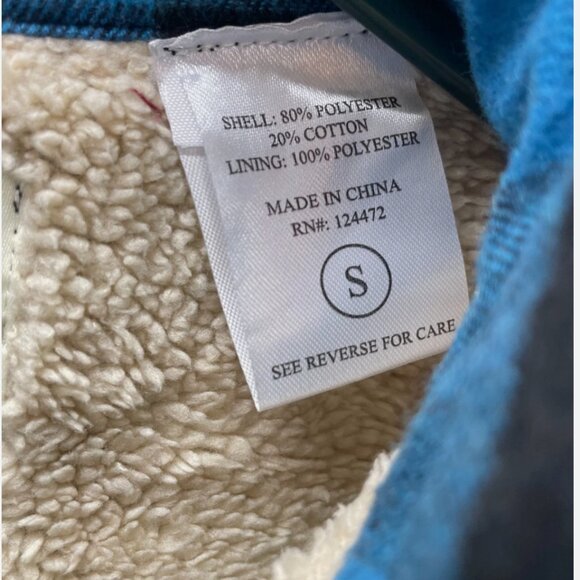 SHELL: 80% POLYESTER
20% COTTON
LINING: 100% POLYESTER
MADE IN CHINA
RN#: 124472
S
SEE REVERSE FOR CARE